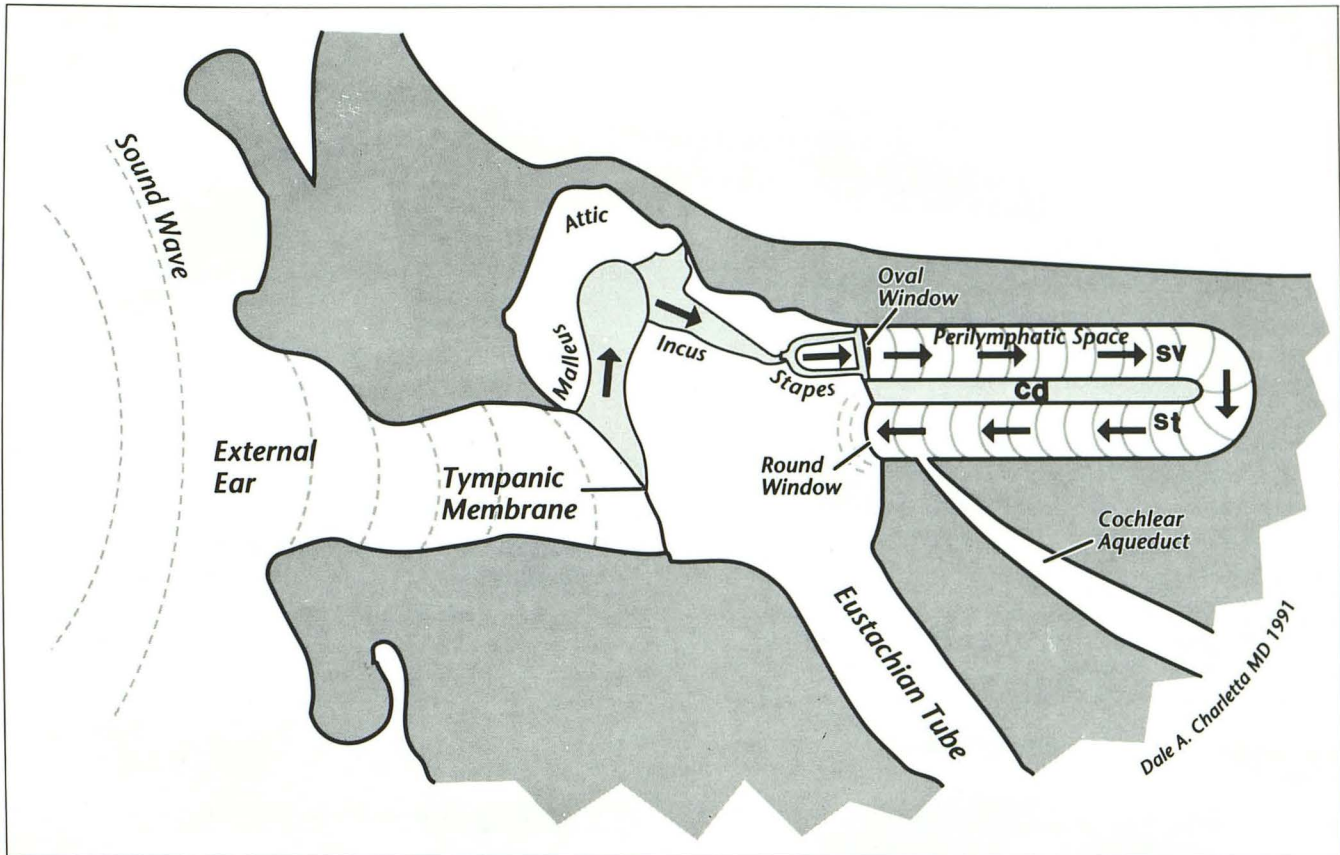 Sound Wave
Attic
Oval
Window
Perilymphatic Space
sv
Malleus
Incus
Stapes
cd
st
External
Ear
Tympanic
Membrane
Round
Window
Cochlear
Aqueduct
Eustachian Tube
Dale A. Charletta MD 1991